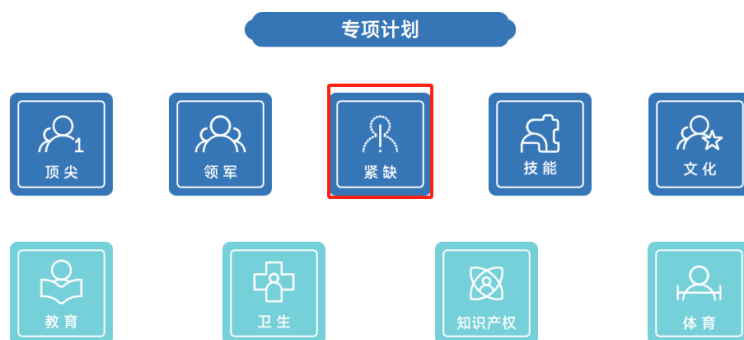 专项计划
顶尖 领军 紧缺 技能 文化
教育 卫生 知识产权 体育